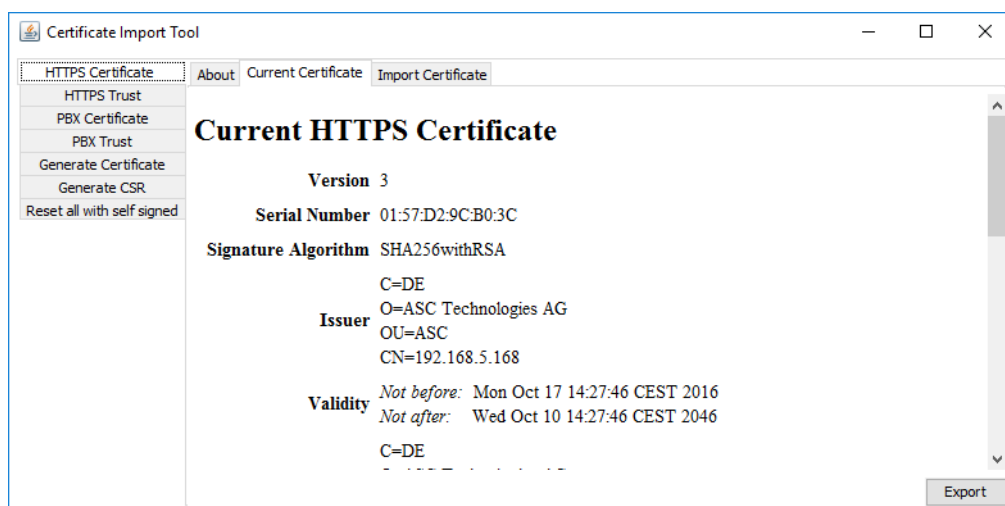 Certificate Import Tool
HTTPS Certificate
HTTPS Trust
PBX Certificate
PBX Trust
Generate Certificate
Generate CSR
Reset all with self signed
About Current Certificate Import Certificate
Current HTTPS Certificate
Version 3
Serial Number 01:57:D2:9C:B0:3C
Signature Algorithm SHA256withRSA
Issuer C=DE
O=ASC Technologies AG
OU=ASC
CN=192.168.5.168
Validity Not before: Mon Oct 17 14:27:46 CEST 2016
Not after: Wed Oct 10 14:27:46 CEST 2046
C=DE
Export